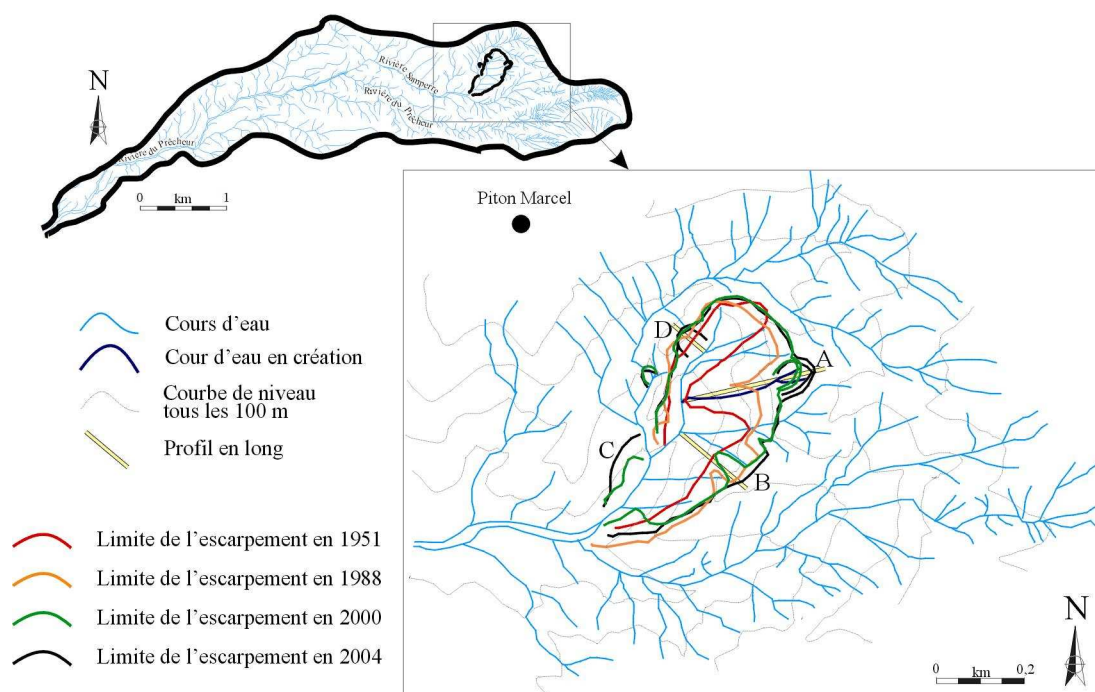 N
Rivière Samperre
Rivière du Prêcheur
Rivière du Prêcheur
0 km 1
Piton Marcel
Cours d'eau
Cour d'eau en création
Courbe de niveau
tous les 100 m
Profil en long
D
A
C
B
Limite de l'escarpement en 1951
Limite de l'escarpement en 1988
Limite de l'escarpement en 2000
Limite de l'escarpement en 2004
N
0 km 0,2